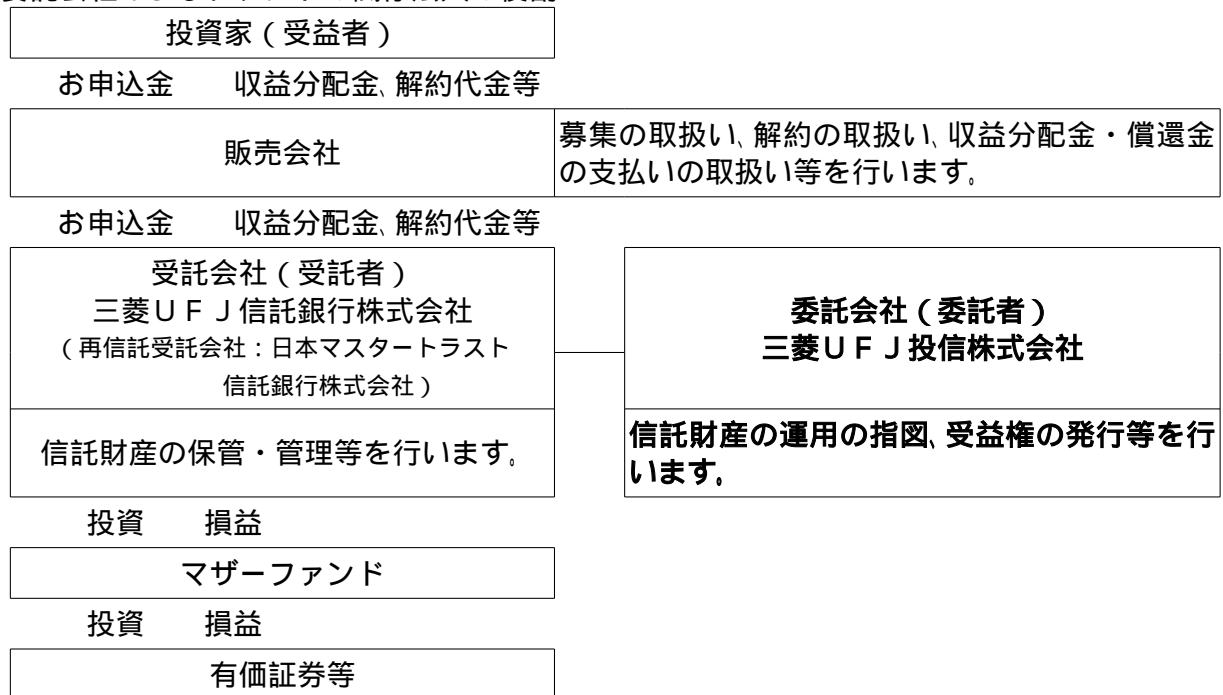 投資家（受益者）
お申込金　　収益分配金、解約代金等
販売会社
募集の取扱い、解約の取扱い、収益分配金・償還金
の支払いの取扱い等を行います。
お申込金　　収益分配金、解約代金等
受託会社（受託者）
三菱ＵＦＪ信託銀行株式会社
（再信託受託会社：日本マスタートラスト
信託銀行株式会社）
委託会社（委託者）
三菱ＵＦＪ投信株式会社
信託財産の保管・管理等を行います。
信託財産の運用の指図、受益権の発行等を行
います。
投資　　損益
マザーファンド
投資　　損益
有価証券等